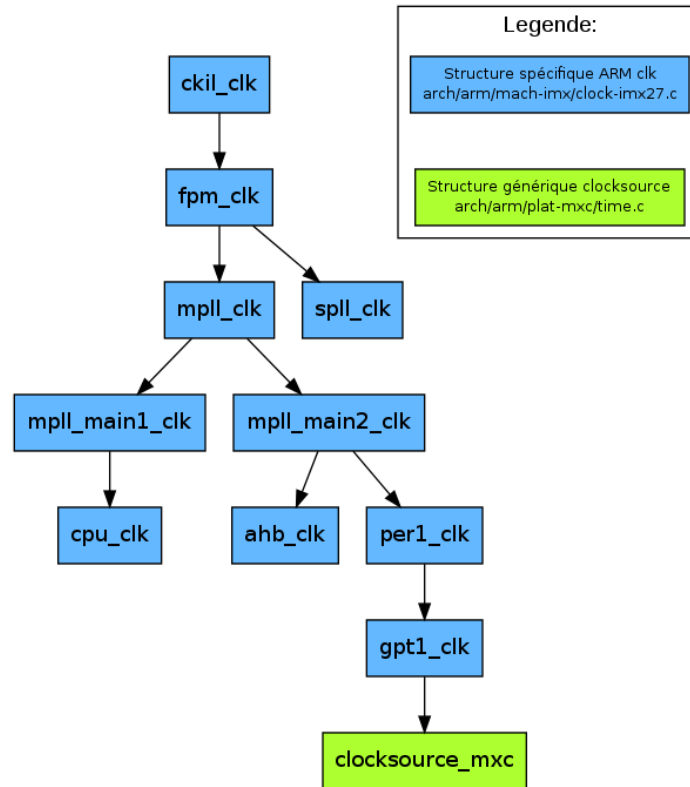 Legende:
Structure spécifique ARM clk
arch/arm/mach-imx/clock-imx27.c
Structure générique clocksource
arch/arm/plat-mxc/time.c
ckil_clk
fpm_clk
mpll_clk
spll_clk
mpll_main1_clk
mpll_main2_clk
cpu_clk
ahb_clk
per1_clk
gpt1_clk
clocksource_mxc